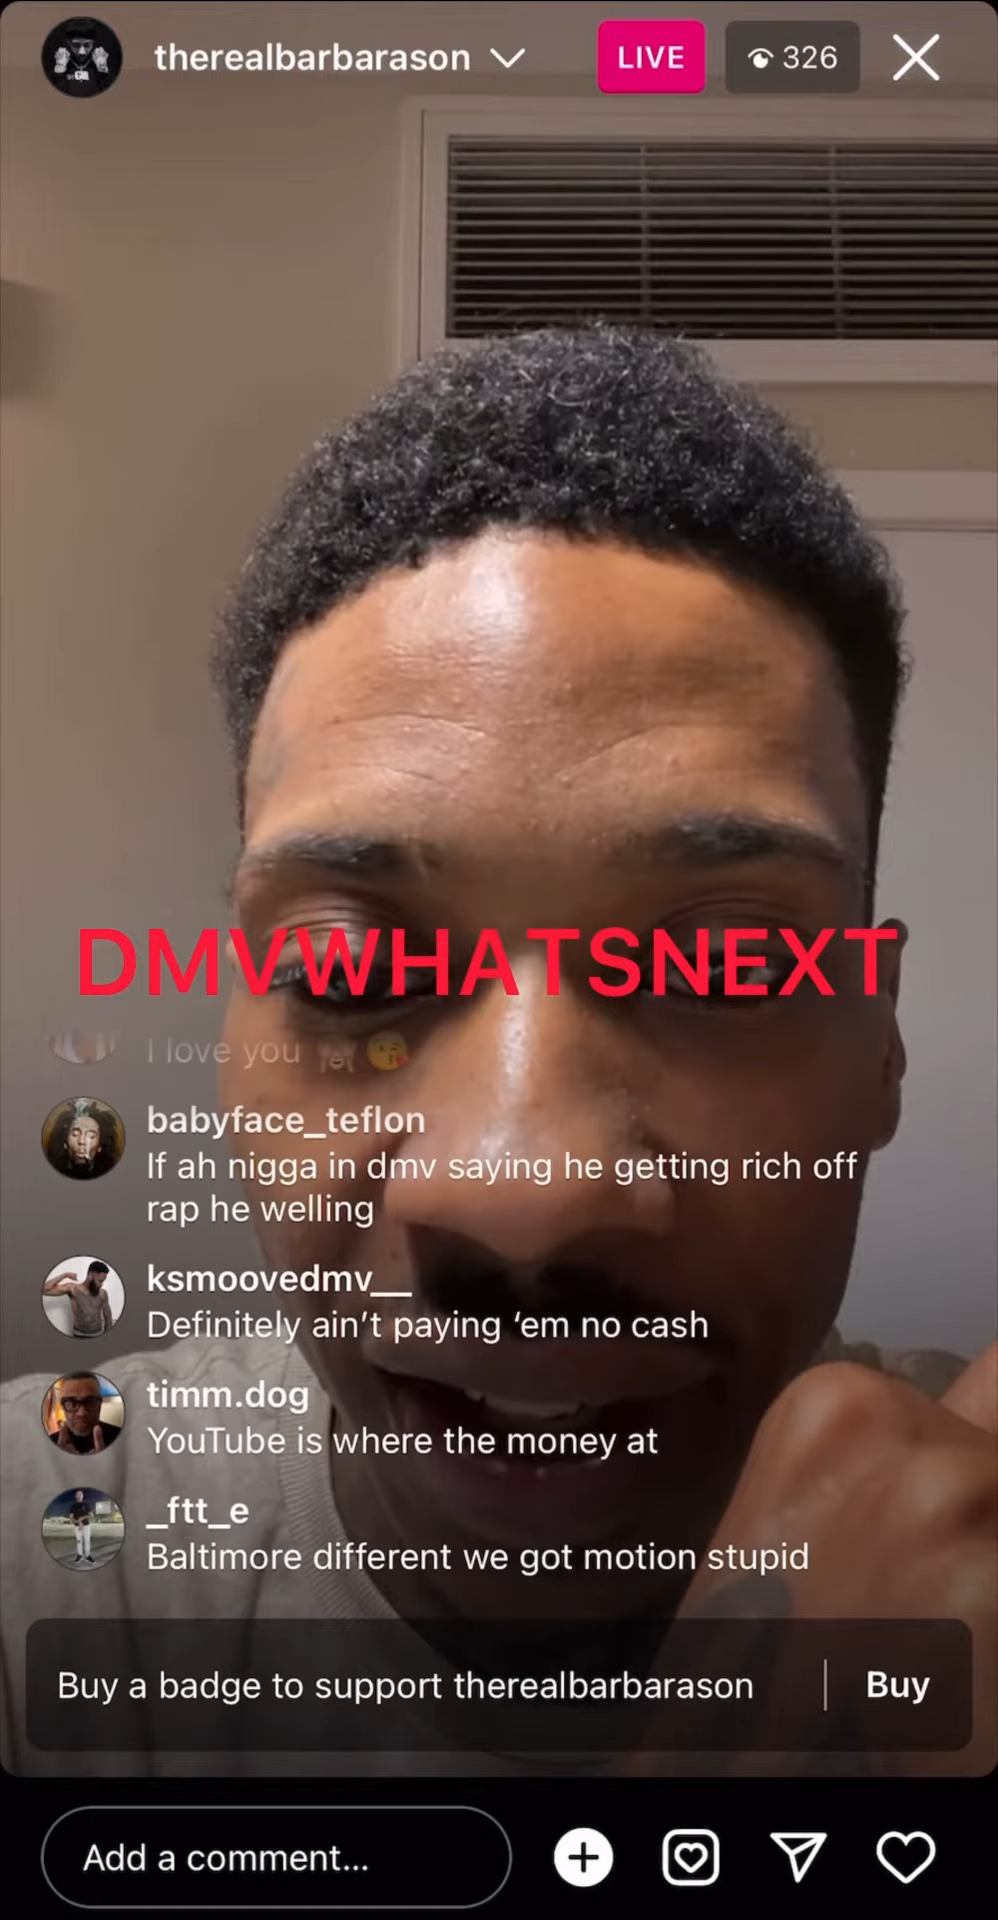 therealbarbarason
LIVE
326
DMVWHATSNEXT
I love you
babyface_teflon
If ah nigga in dmv saying he getting rich off
rap he welling
ksmoovedmv__
Definitely ain’t paying ‘em no cash
timm.dog
YouTube is where the money at
_ftt_e
Baltimore different we got motion stupid
Buy a badge to support therealbarbarason
Buy
Add a comment...